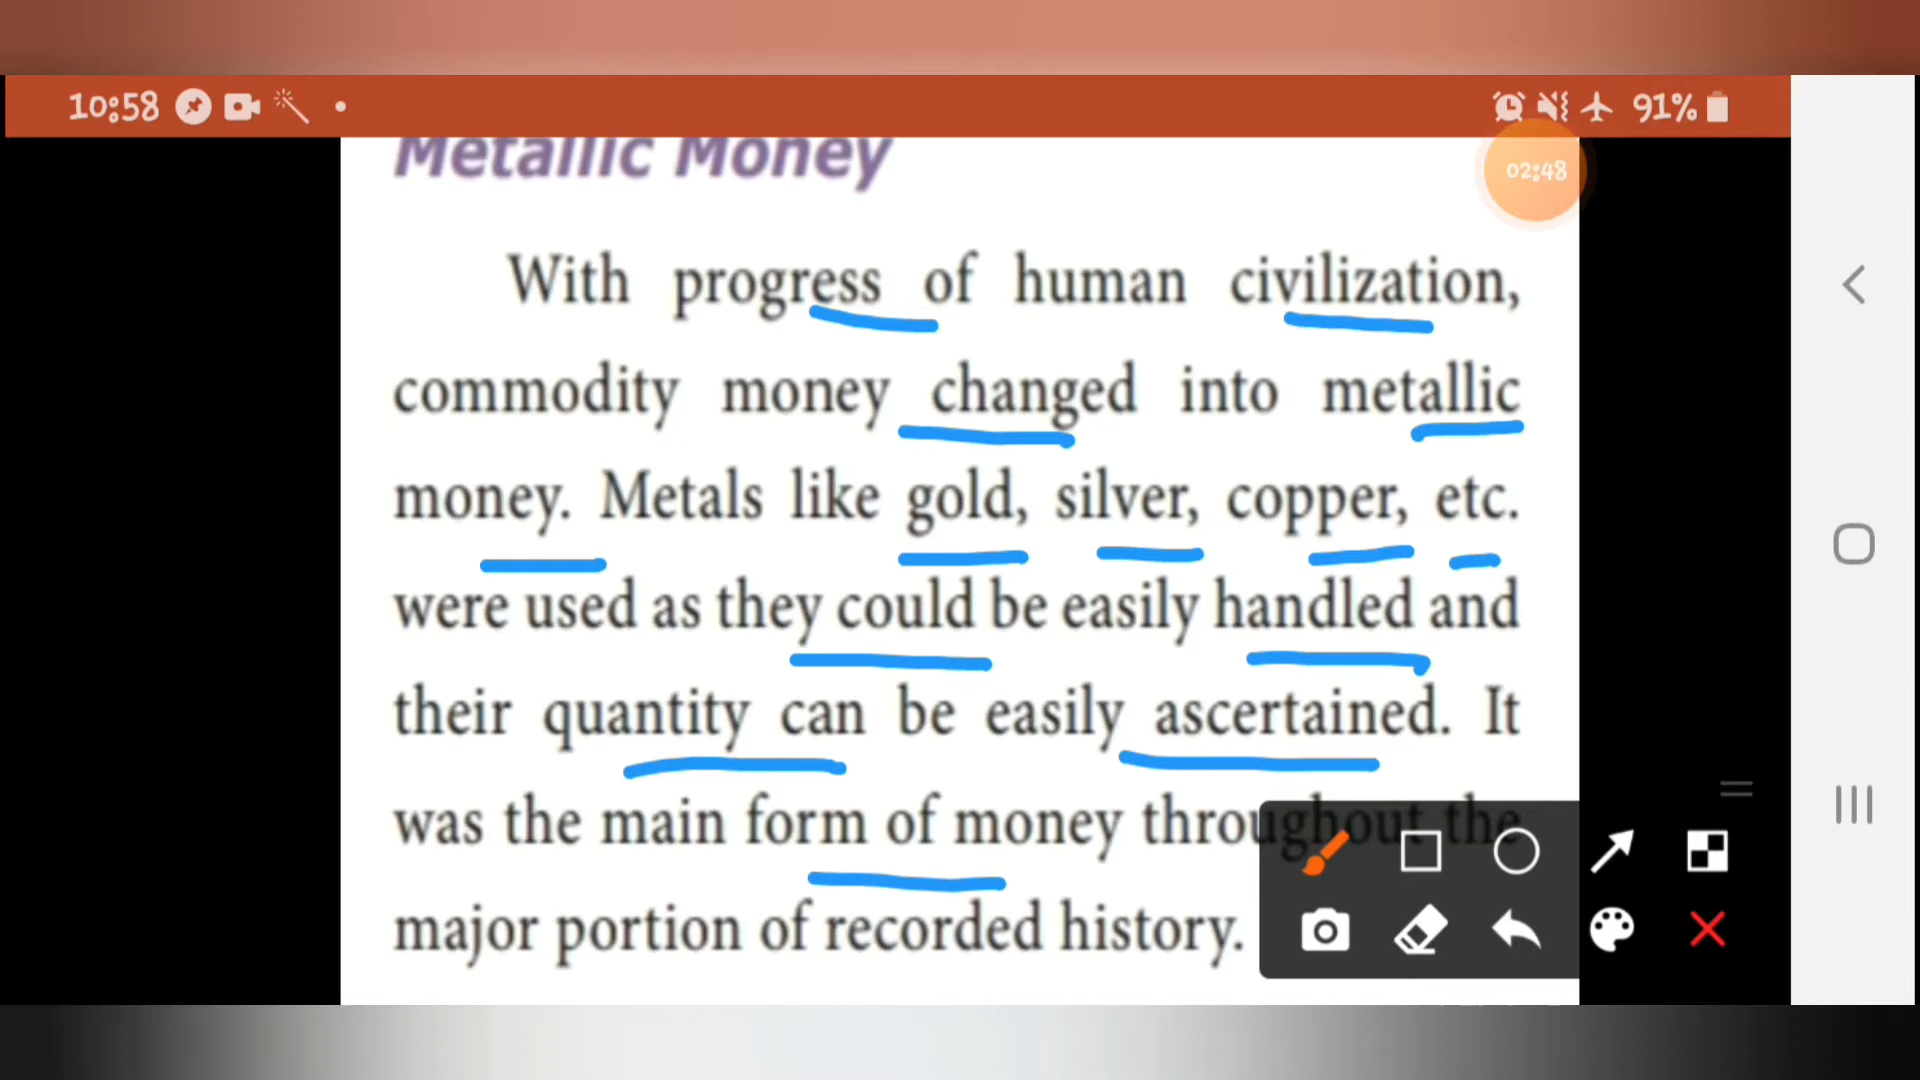 10:58
91%
02:48
Metallic Money
With progress of human civilization,
commodity money changed into metallic
money. Metals like gold, silver, copper, etc.
were used as they could be easily handled and
their quantity can be easily ascertained. It
was the main form of money throughout the
major portion of recorded history.